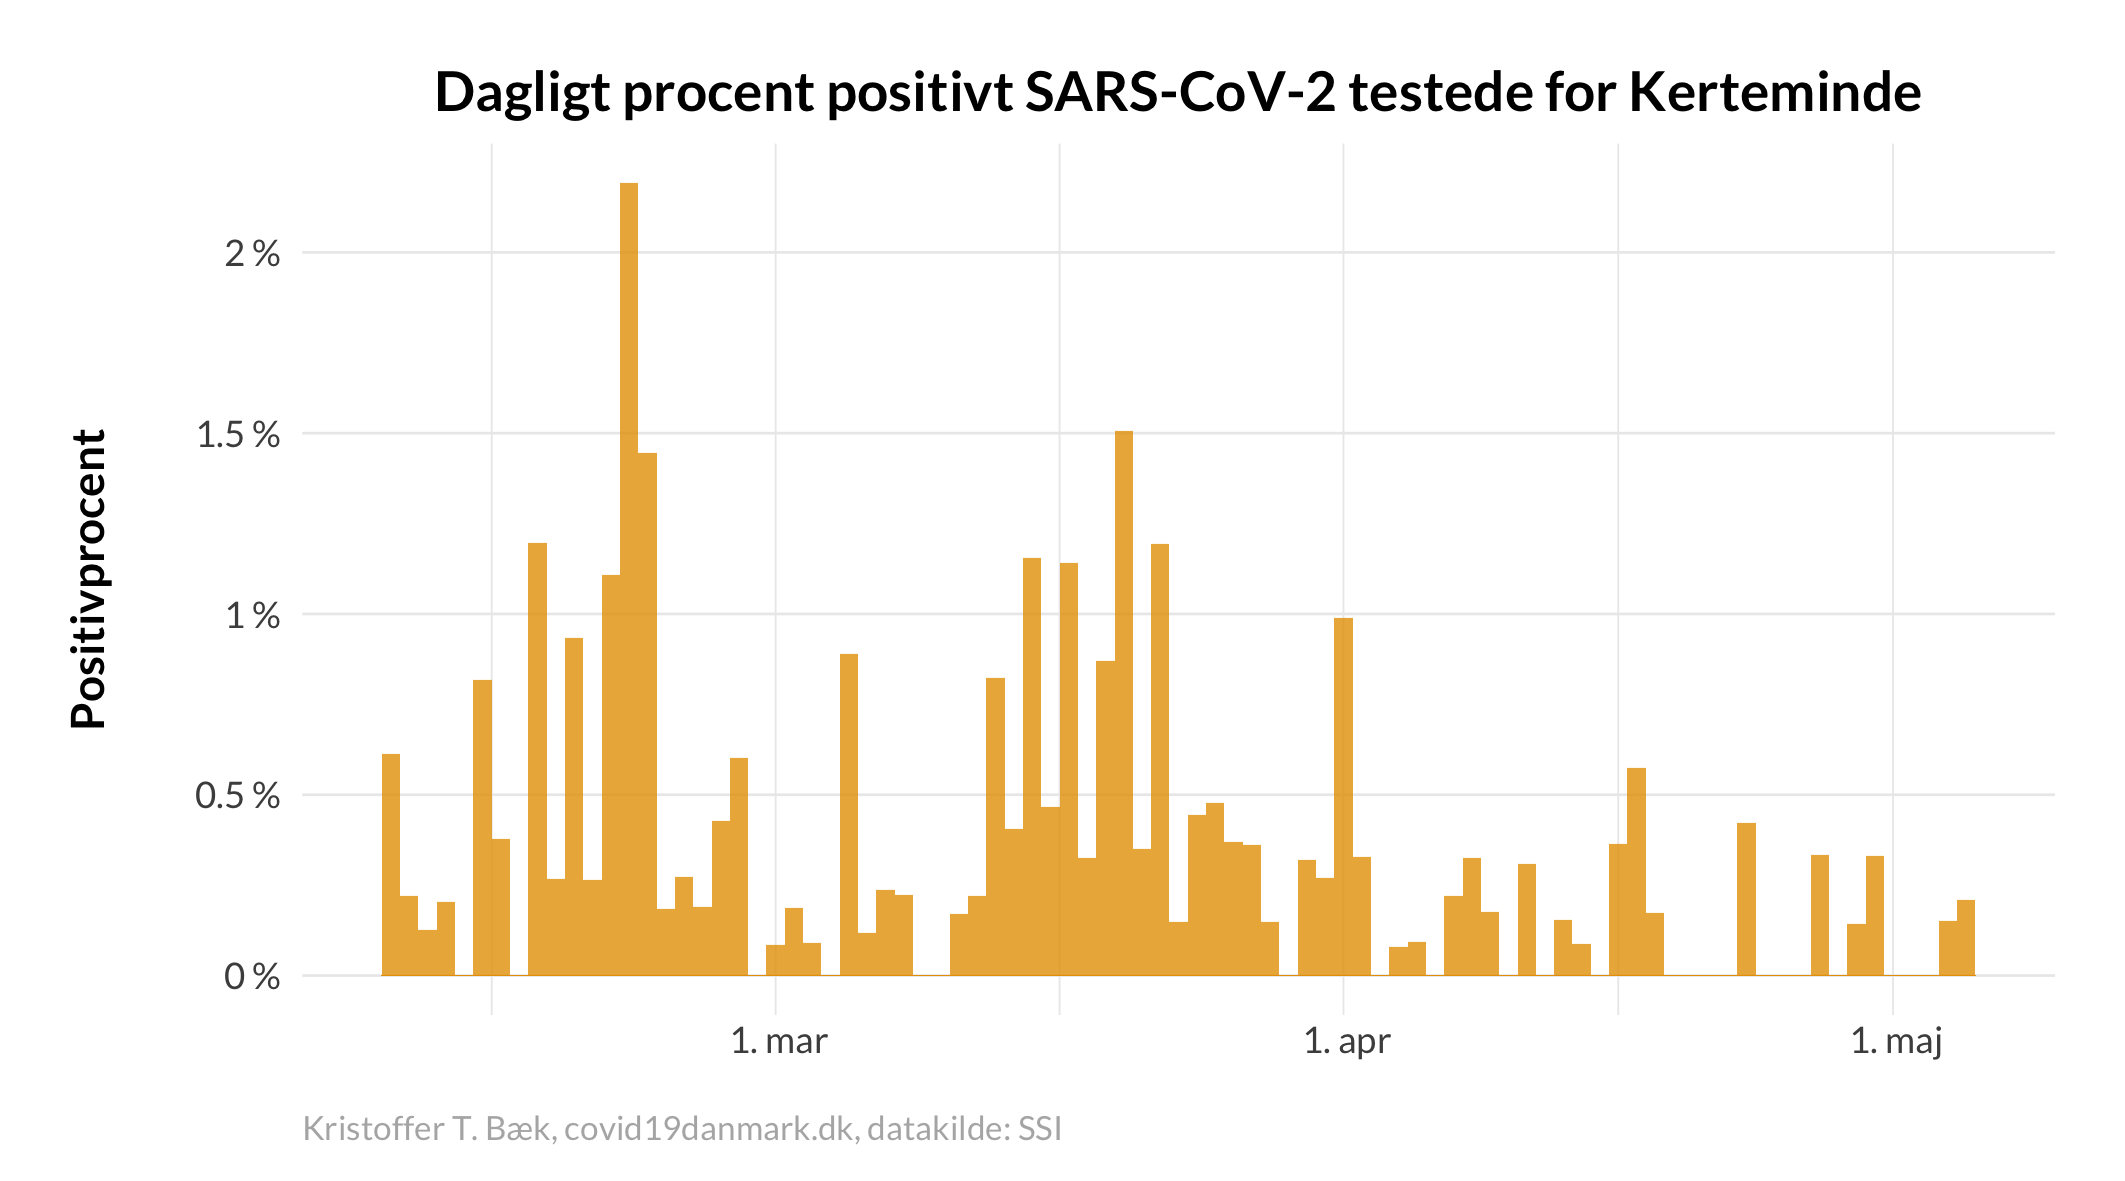 Dagligt procent positivt SARS-CoV-2 testede for Kerteminde
Positivprocent
2 %
1.5 %
1 %
0.5 %
0 %
1. mar
1. apr
1. maj
Kristoffer T. Bæk, covid19danmark.dk, datakilde: SSI